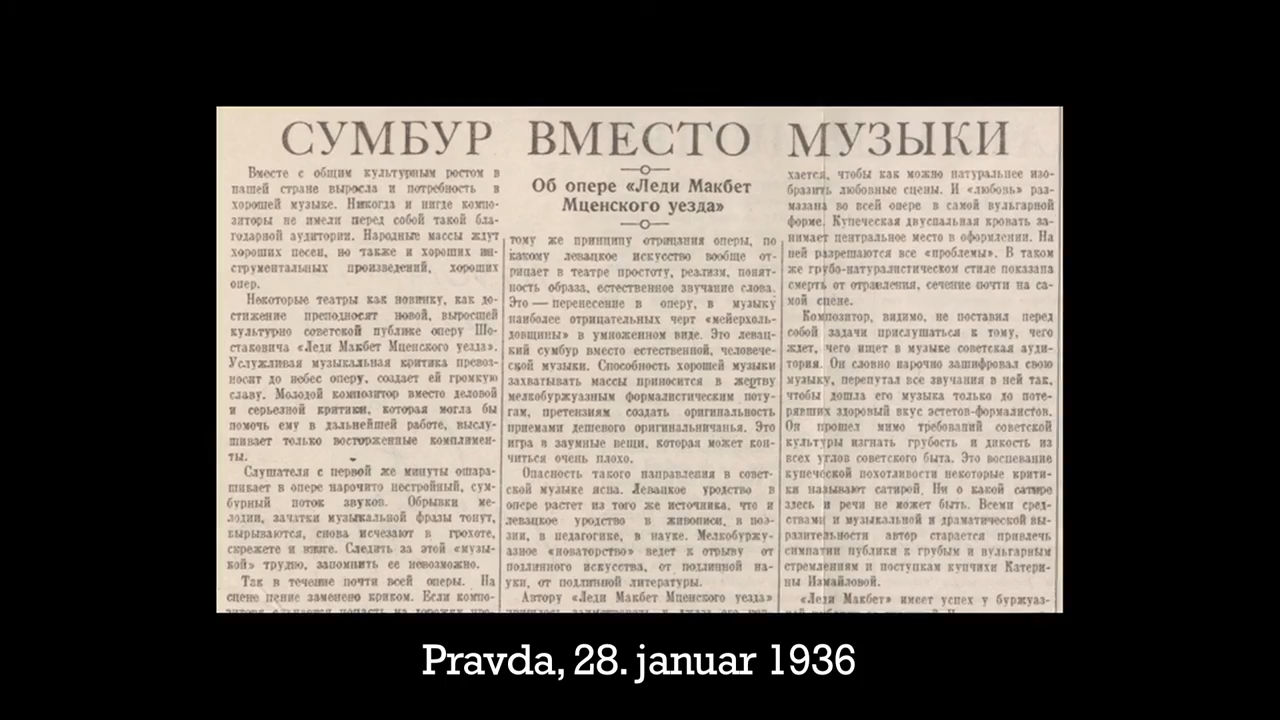 СУМБУР ВМЕСТО МУЗЫКИ
Вместе с общим культурным ростом в
нашей стране выросла и потребность в
хорошей музыке. Никогда и нигде компо-
зиторы не имели перед собой такой бла-
годарной аудитории. Народные массы ждут
хороших песен, но также и хороших ин-
струментальных произведений, хороших
опер.
Некоторые театры как новинку, как до-
стижение преподносят новой, выросшей
культурно советской публике оперу Шо-
стаковича «Леди Макбет Мценского уезда».
Услужливая музыкальная критика превоз-
носит до небес оперу, создает ей громкую
славу. Молодой композитор вместо деловой
и серьезной критики, которая могла бы
помочь ему в дальнейшей работе, выслу-
шивает только восторженные комплимен-
ты.
Слушателя с первой же минуты ошара-
шивает в опере нарочито нестройный, сум-
бурный поток звуков. Обрывки ме-
лодии, зачатки музыкальной фразы тонут,
вырываются, снова исчезают в грохоте,
скрежете и визге. Следить за этой «музы-
кой» трудно, запомнить ее невозможно.
Так в течение почти всей оперы. На
сцене пение заменено криком. Если компо-
Об опере «Леди Макбет
Мценского уезда»
тому же принципу отрицания оперы, по
какому левацкое искусство вообще от-
рицает в театре простоту, реализм, понят-
ность образа, естественное звучание слова.
Это — перенесение в оперу, в музыку
наиболее отрицательных черт «мейерхоль-
довщины» в умноженном виде. Это левац-
кий сумбур вместо естественной, человече-
ской музыки. Способность хорошей музыки
захватывать массы приносится в жертву
мелкобуржуазным формалистическим поту-
гам, претензиям создать оригинальность
приемами дешевого оригинальничанья. Это
игра в заумные вещи, которая может кон-
читься очень плохо.
Опасность такого направления в совет-
ской музыке ясна. Левацкое уродство в
опере растет из того же источника, что и
левацкое уродство в живописи, в поэ-
зии, в педагогике, в науке. Мелкобуржу-
азное «новаторство» ведет к отрыву от
подлинного искусства, от подлинной на-
уки, от подлинной литературы.
Автору «Леди Макбет Мценского уезда»
хается, чтобы как можно натуральнее изо-
бразить любовные сцены. И «любовь» раз-
мазана во всей опере в самой вульгарной
форме. Купеческая двуспальная кровать за-
нимает центральное место в оформлении. На
ней разрешаются все «проблемы». В таком
же грубо-натуралистическом стиле показана
смерть от отравления, сечение почти на са-
мой сцене.
Композитор, видимо, не поставил перед
собой задачи прислушаться к тому, чего
ждет, чего ищет в музыке советская ауди-
тория. Он словно нарочно зашифровал свою
музыку, перепутал все звучания в ней так,
чтобы дошла его музыка только до поте-
рявших здоровый вкус эстетов-формалистов.
Он прошел мимо требований советской
культуры изгнать грубость и дикость из
всех углов советского быта. Это воспевание
купеческой похотливости некоторые крити-
ки называют сатирой. Ни о какой сатире
здесь и речи не может быть. Всеми сред-
ствами и музыкальной и драматической вы-
разительности автор старается привлечь
симпатии публики к грубым и вульгарным
стремлениям и поступкам купчихи Катери-
ны Измайловой.
«Леди Макбет» имеет успех у буржуаз-
Pravda, 28. januar 1936